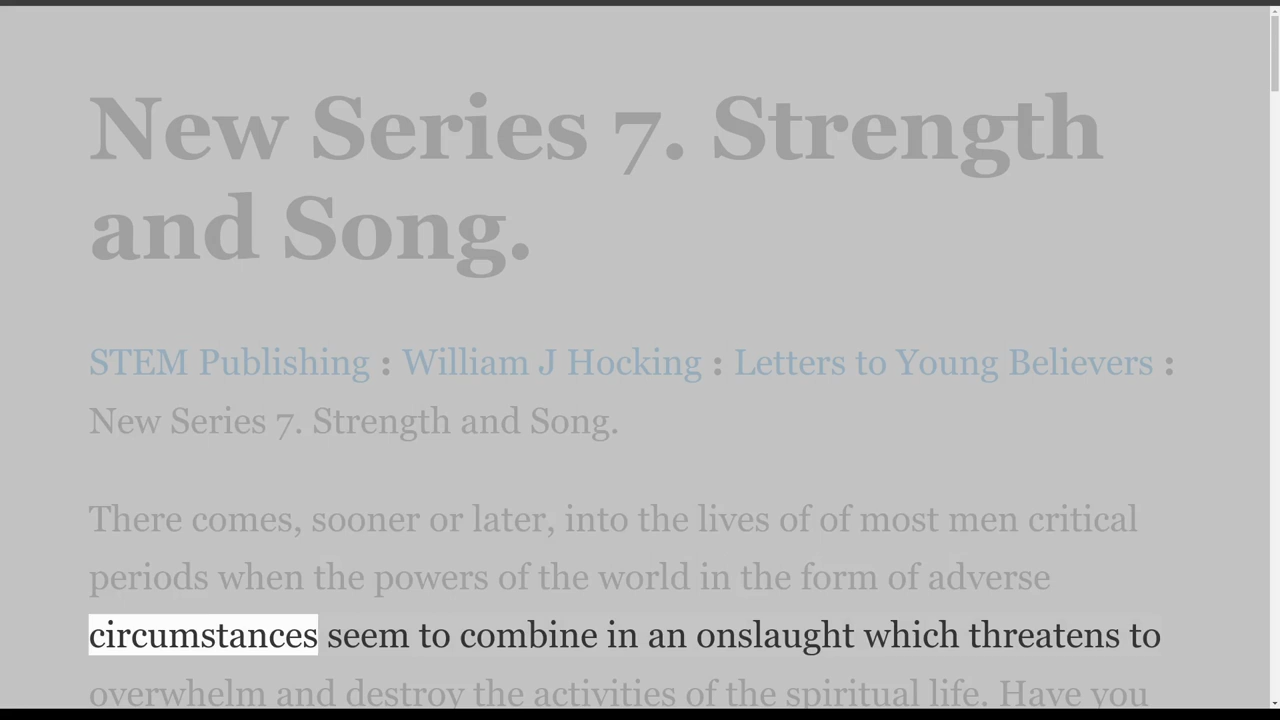 New Series 7. Strength
and Song.
STEM Publishing : William J Hocking : Letters to Young Believers :
New Series 7. Strength and Song.
There comes, sooner or later, into the lives of of most men critical
periods when the powers of the world in the form of adverse
circumstances seem to combine in an onslaught which threatens to
overwhelm and destroy the activities of the spiritual life. Have you